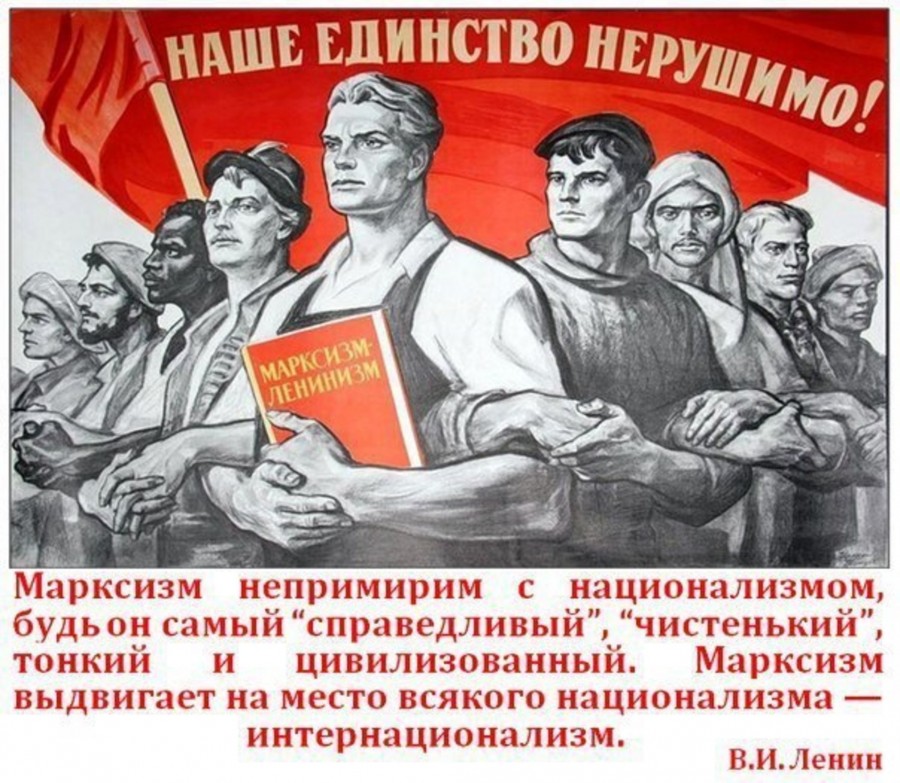 НАШЕ ЕДИНСТВО НЕРУШИМО!
МАРКСИЗМ-
ЛЕНИНИЗМ
Марксизм непримирим с национализмом,
будь он самый “справедливый”, “чистенький”,
тонкий и цивилизованный. Марксизм
выдвигает на место всякого национализма —
интернационализм.
В.И. Ленин